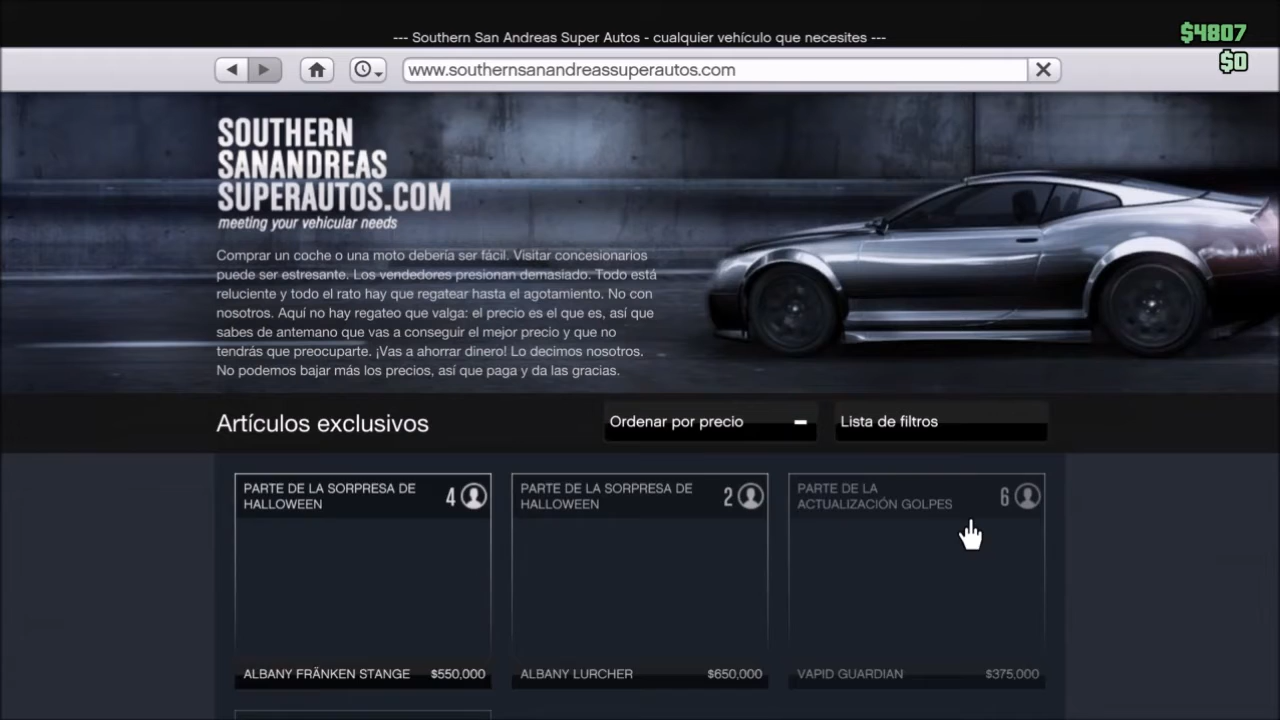 --- Southern San Andreas Super Autos - cualquier vehículo que necesites ---
$4807
$0
www.southernsanandreassuperautos.com
SOUTHERN
SANANDREAS
SUPERAUTOS.COM
meeting your vehicular needs
Comprar un coche o una moto debería ser fácil. Visitar concesionarios
puede ser estresante. Los vendedores presionan demasiado. Todo está
reluciente y todo el rato hay que regatear hasta el agotamiento. No con
nosotros. Aquí no hay regateo que valga: el precio es el que es, así que
sabes de antemano que vas a conseguir el mejor precio y que no
tendrás que preocuparte. ¡Vas a ahorrar dinero! Lo decimos nosotros.
No podemos bajar más los precios, así que paga y da las gracias.
Artículos exclusivos
Ordenar por precio
Lista de filtros
PARTE DE LA SORPRESA DE
HALLOWEEN
4
ALBANY FRÄNKEN STANGE $550,000
PARTE DE LA SORPRESA DE
HALLOWEEN
2
ALBANY LURCHER $650,000
PARTE DE LA
ACTUALIZACIÓN GOLPES
6
VAPID GUARDIAN $375,000